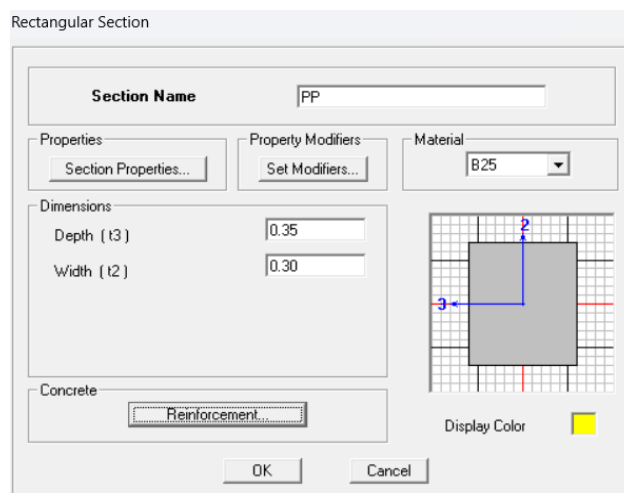 Rectangular Section
Section Name PP
Properties Property Modifiers Material
Section Properties... Set Modifiers... B25
Dimensions
Depth ( t3 ) 0.35
Width ( t2 ) 0.30
2
3
Concrete
Reinforcement...
Display Color
OK Cancel